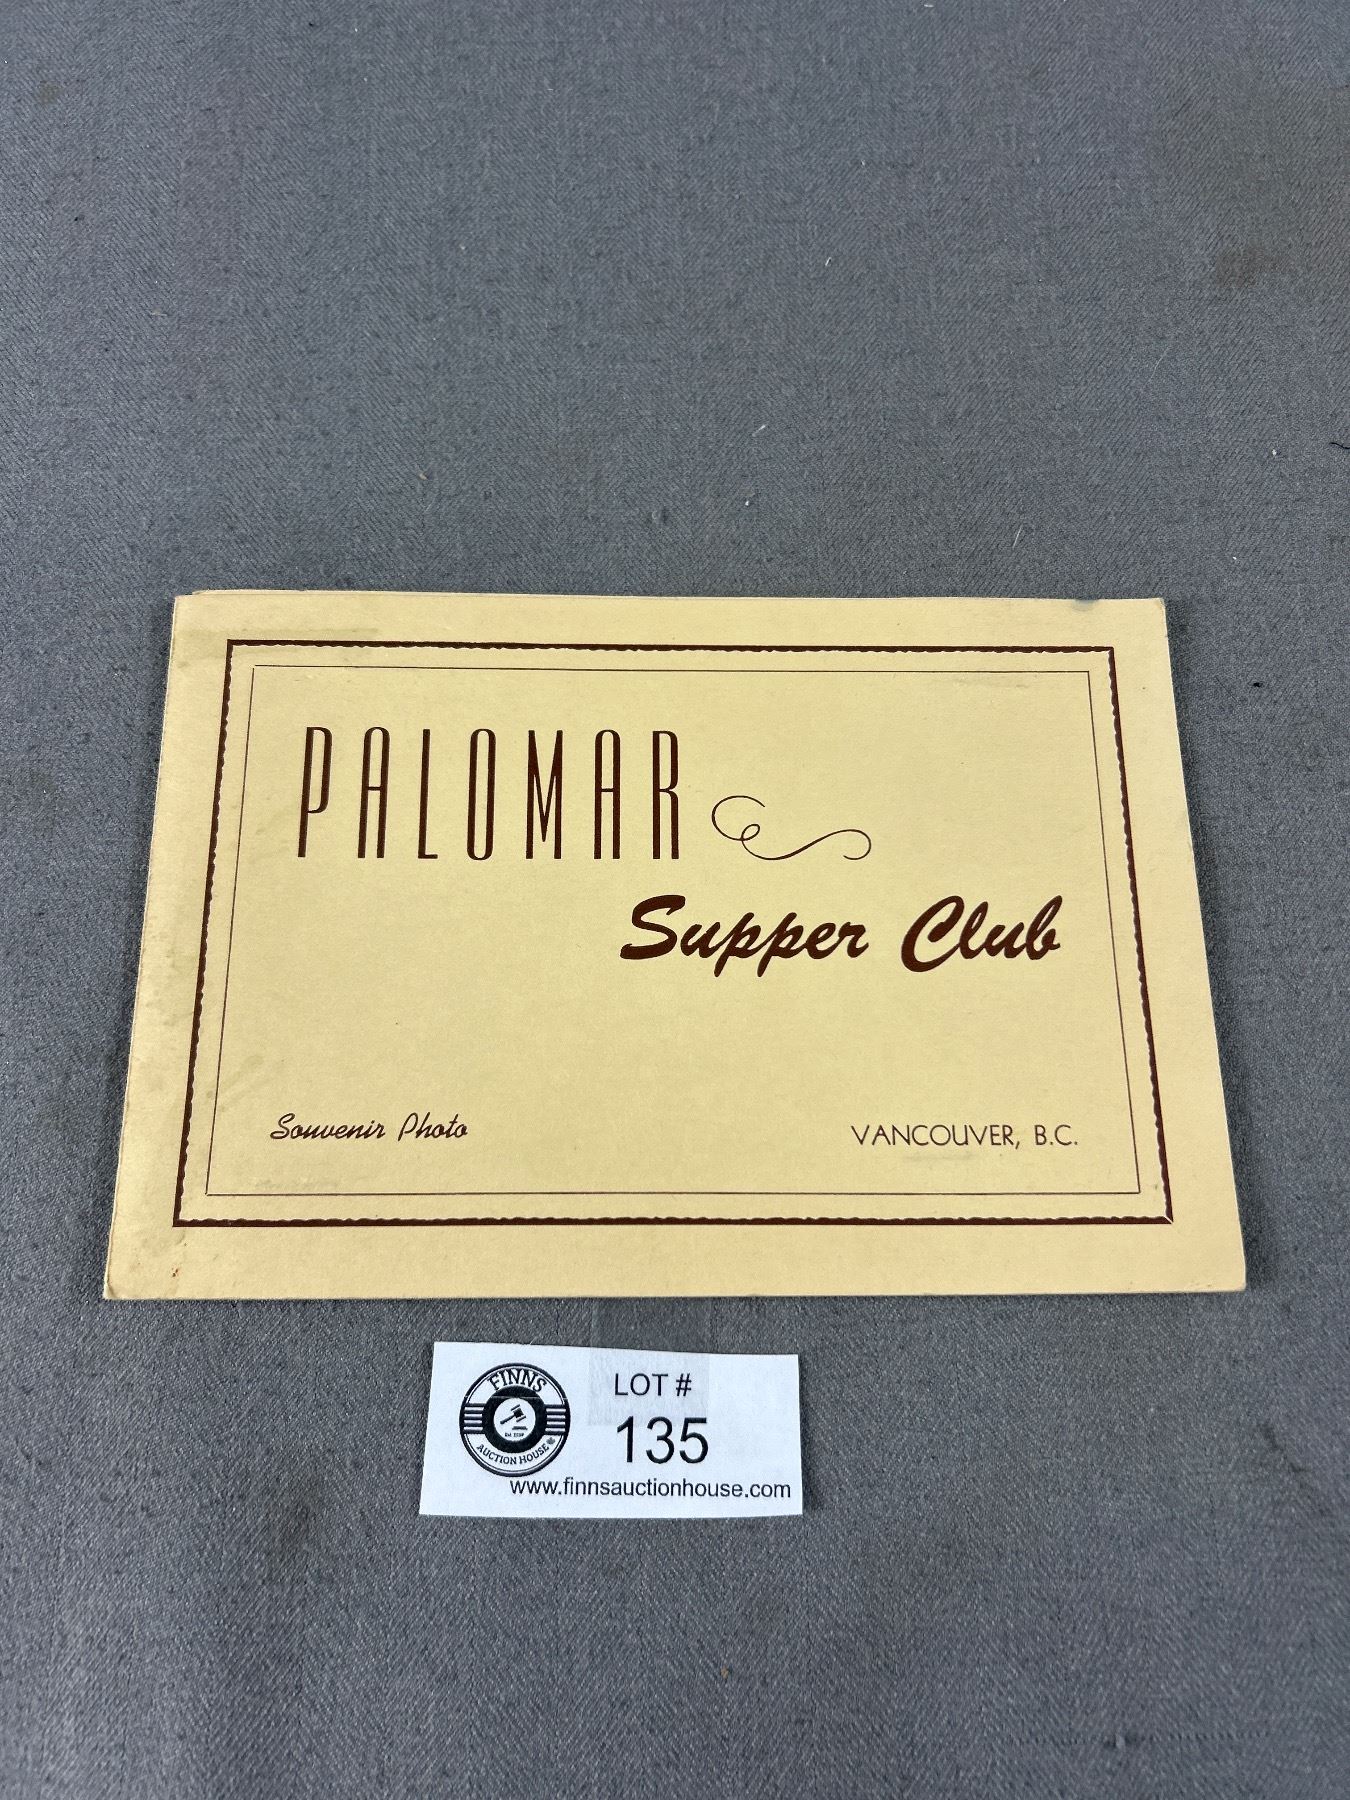 PALOMAR
Supper Club
Souvenir Photo
VANCOUVER, B.C.
FINNS
AUCTION HOUSE
LOT #
135
www.finnsauctionhouse.com